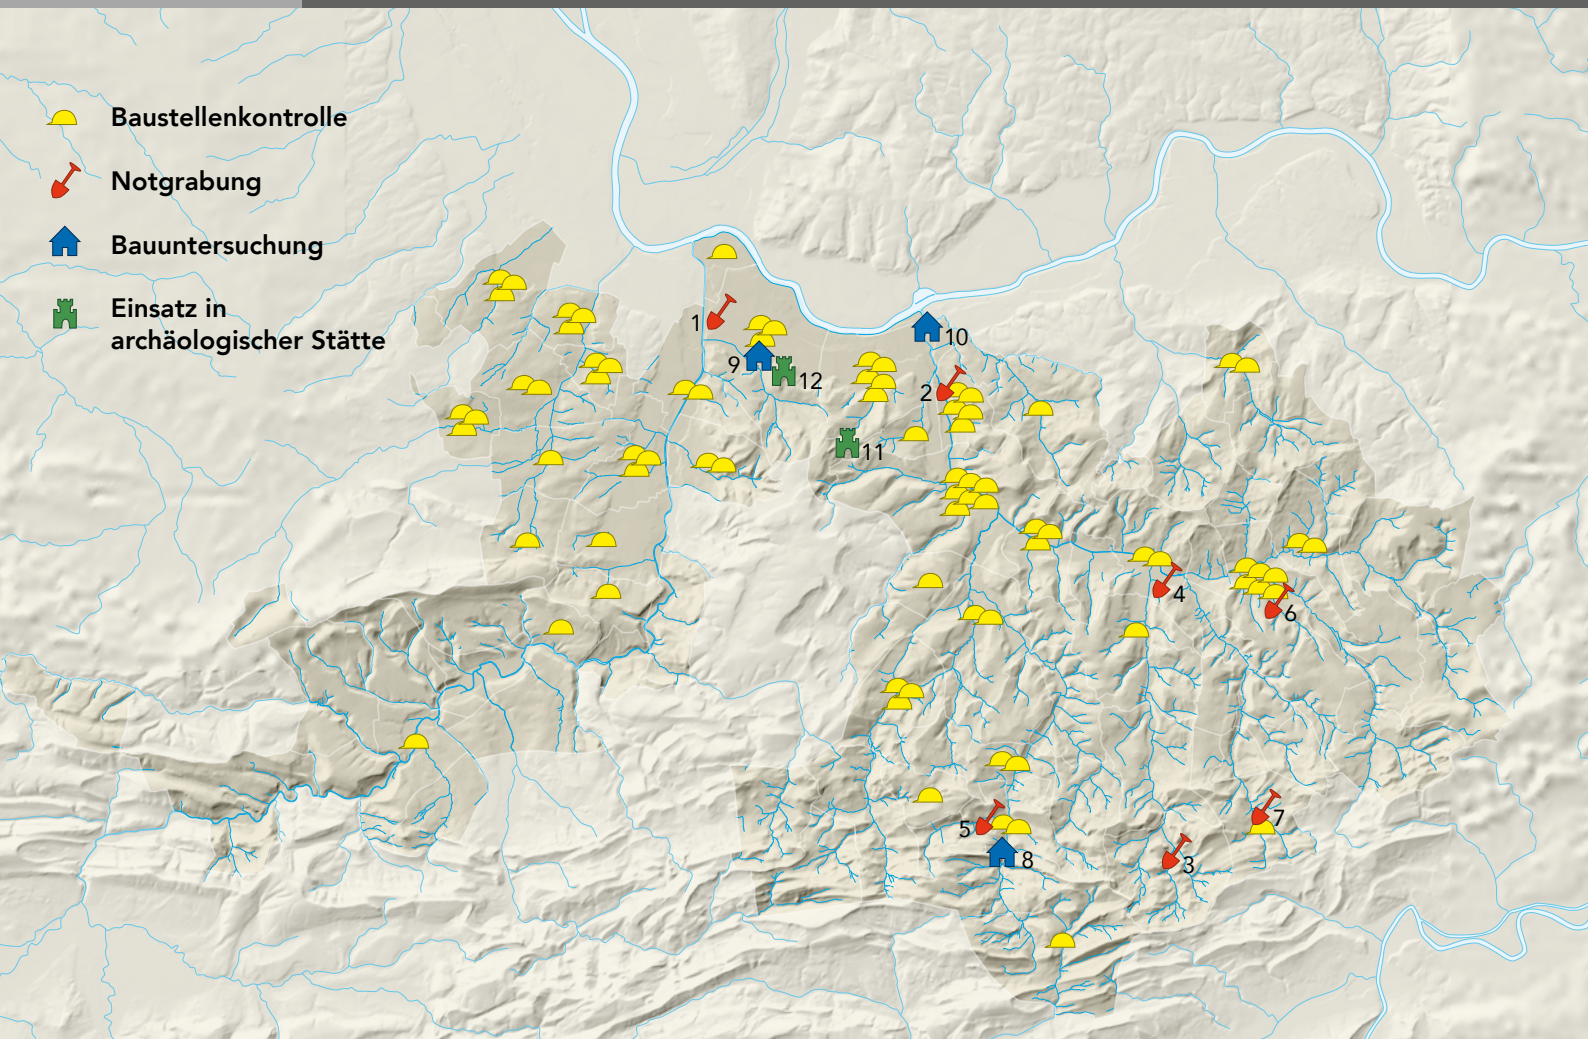 Baustellenkontrolle
Notgrabung
Bauuntersuchung
Einsatz in
archäologischer Stätte
1
10
9
12
2
11
4
6
7
5
8
3